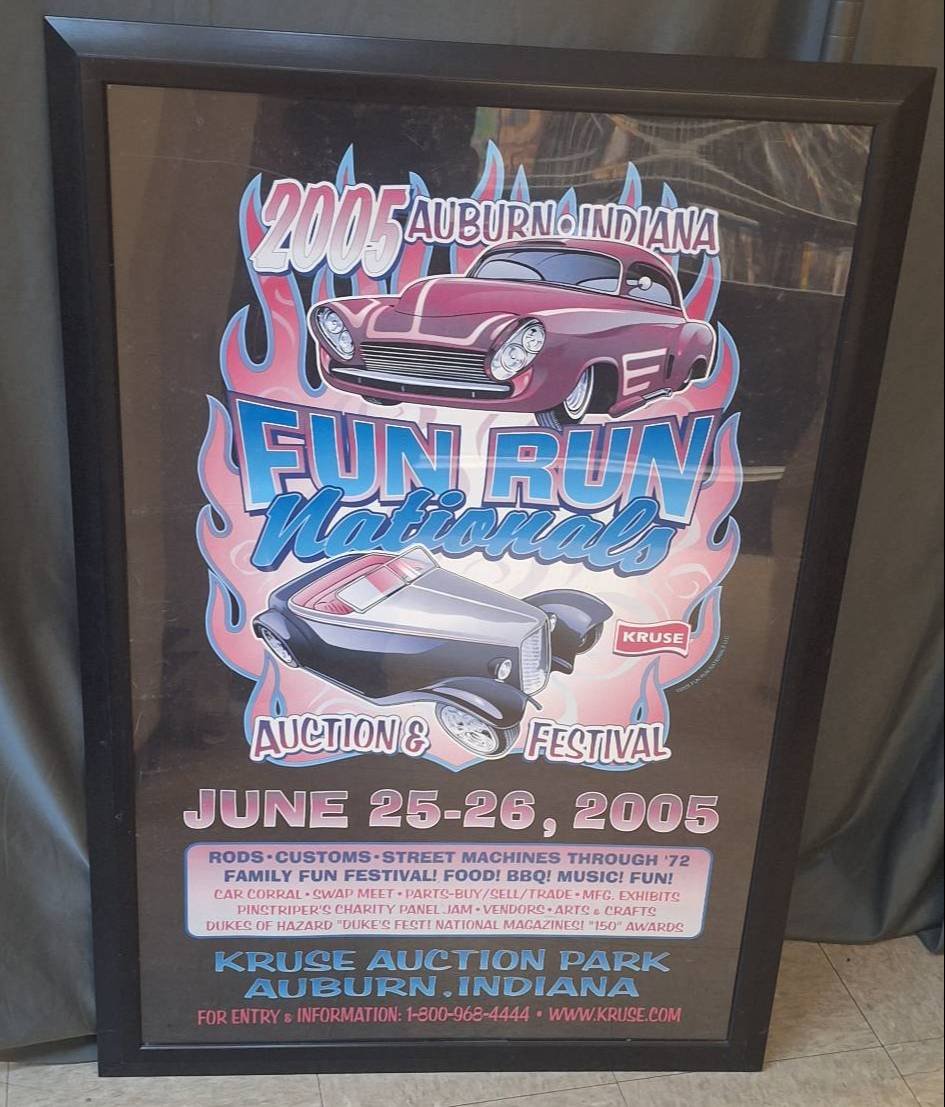 2005 AUBURN • INDIANA
FUN RUN
Nationals
KRUSE
AUCTION & FESTIVAL
JUNE 25-26, 2005
RODS • CUSTOMS • STREET MACHINES THROUGH '72
FAMILY FUN FESTIVAL! FOOD! BBQ! MUSIC! FUN!
CAR CORRAL • SWAP MEET • PARTS-BUY/SELL/TRADE • MFG. EXHIBITS
PINSTRIPER'S CHARITY PANEL JAM • VENDORS • ARTS & CRAFTS
DUKES OF HAZARD "DUKE'S FEST! NATIONAL MAGAZINES! "150" AWARDS
KRUSE AUCTION PARK
AUBURN, INDIANA
FOR ENTRY & INFORMATION: 1-800-968-4444 • WWW.KRUSE.COM